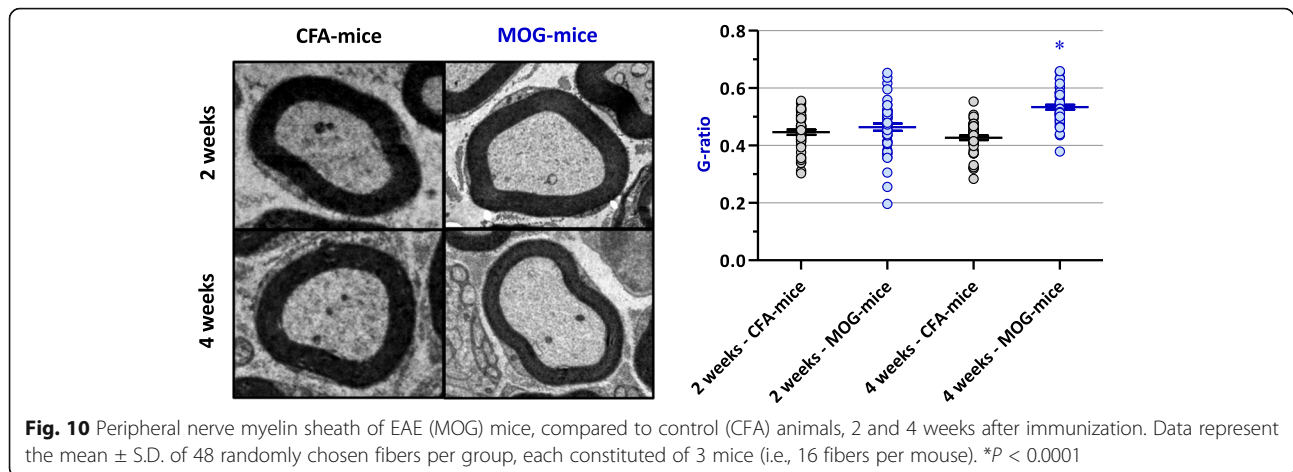 CFA-mice
MOG-mice
2 weeks
4 weeks
G-ratio
0.8
0.6
0.4
0.2
0.0
*
2 weeks - CFA-mice
2 weeks - MOG-mice
4 weeks - CFA-mice
4 weeks - MOG-mice
Fig. 10 Peripheral nerve myelin sheath of EAE (MOG) mice, compared to control (CFA) animals, 2 and 4 weeks after immunization. Data represent
the mean ± S.D. of 48 randomly chosen fibers per group, each constituted of 3 mice (i.e., 16 fibers per mouse). *P < 0.0001